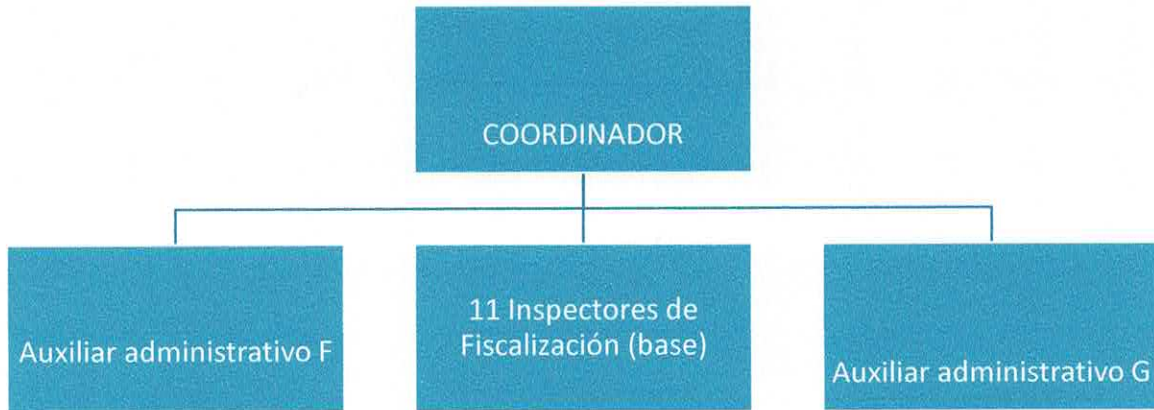 COORDINADOR
Auxiliar administrativo F
11 Inspectores de
Fiscalización (base)
Auxiliar administrativo G